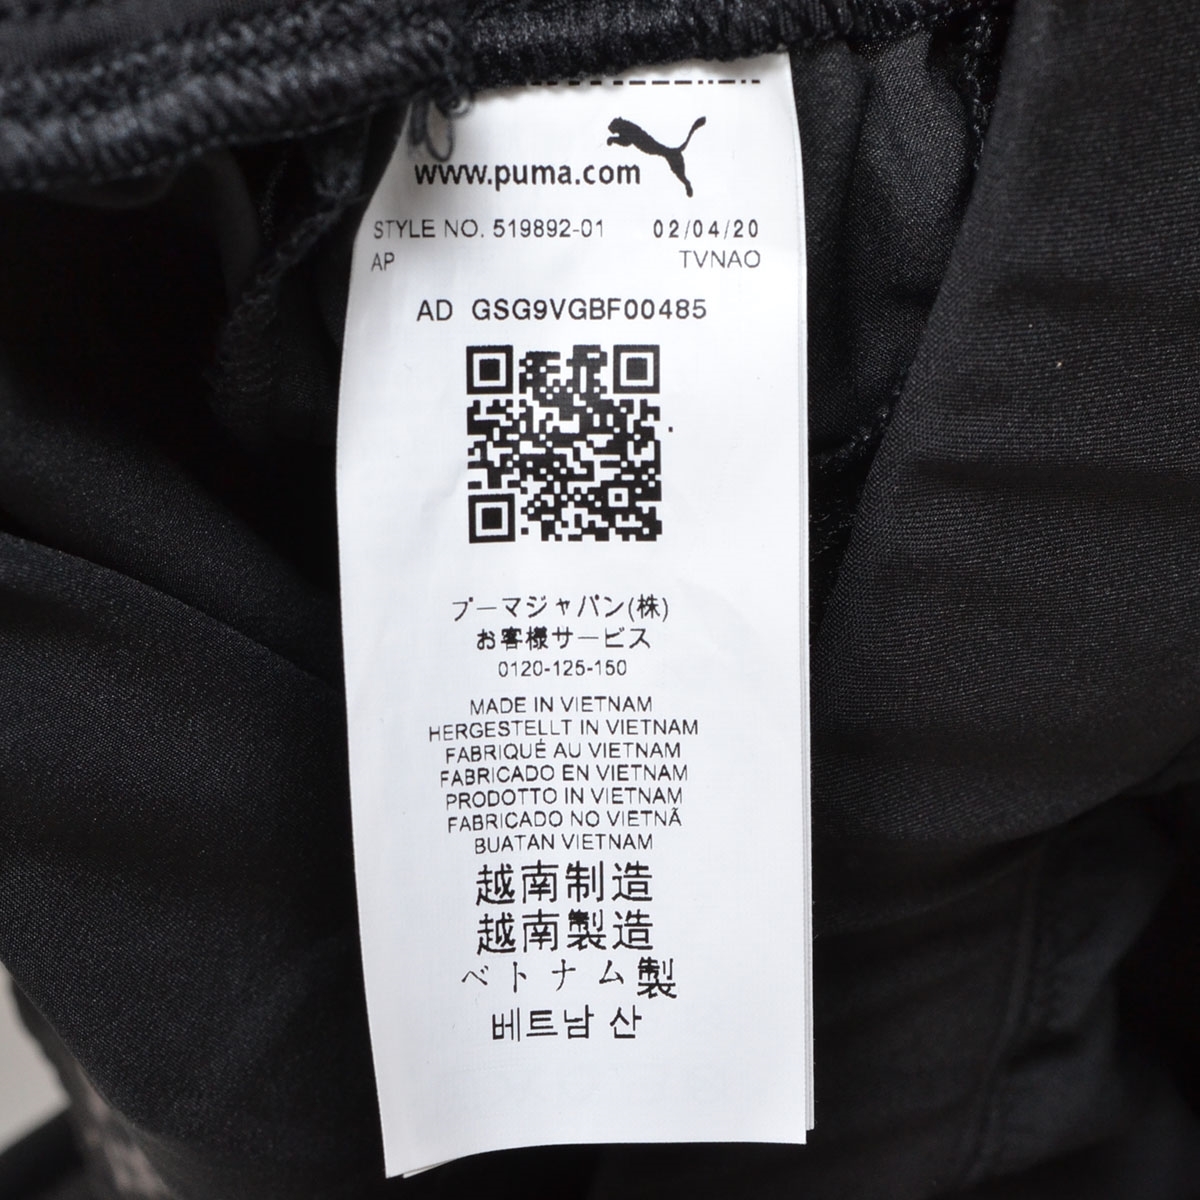 www.puma.com
STYLE NO. 519892-01 02/04/20
AP TVNAO
AD GSG9VGBF00485
プーマジャパン(株)
お客様サービス
0120-125-150
MADE IN VIETNAM
HERGESTELLT IN VIETNAM
FABRIQUÉ AU VIETNAM
FABRICADO EN VIETNAM
PRODOTTO IN VIETNAM
FABRICADO NO VIETNÃ
BUATAN VIETNAM
越南制造
越南製造
ベトナム製
베트남 산